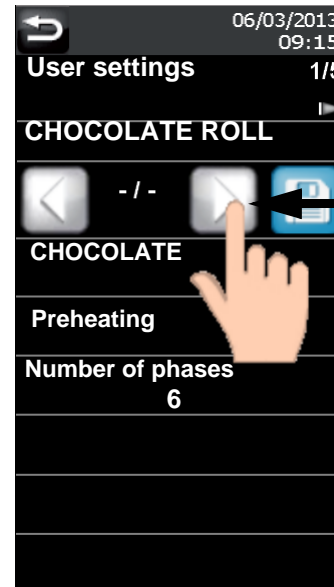 06/03/2013
09:15
User settings 1/5
CHOCOLATE ROLL
- / -
CHOCOLATE
Preheating
Number of phases
6